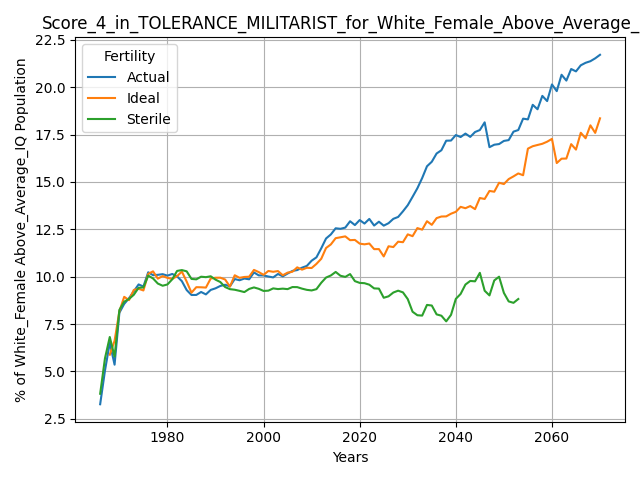 Score_4_in_TOLERANCE_MILITARIST_for_White_Female_Above_Average_
Fertility
Actual
Ideal
Sterile
% of White_Female Above_Average_IQ Population
22.5
20.0
17.5
15.0
12.5
10.0
7.5
5.0
2.5
1980
2000
2020
2040
2060
Years